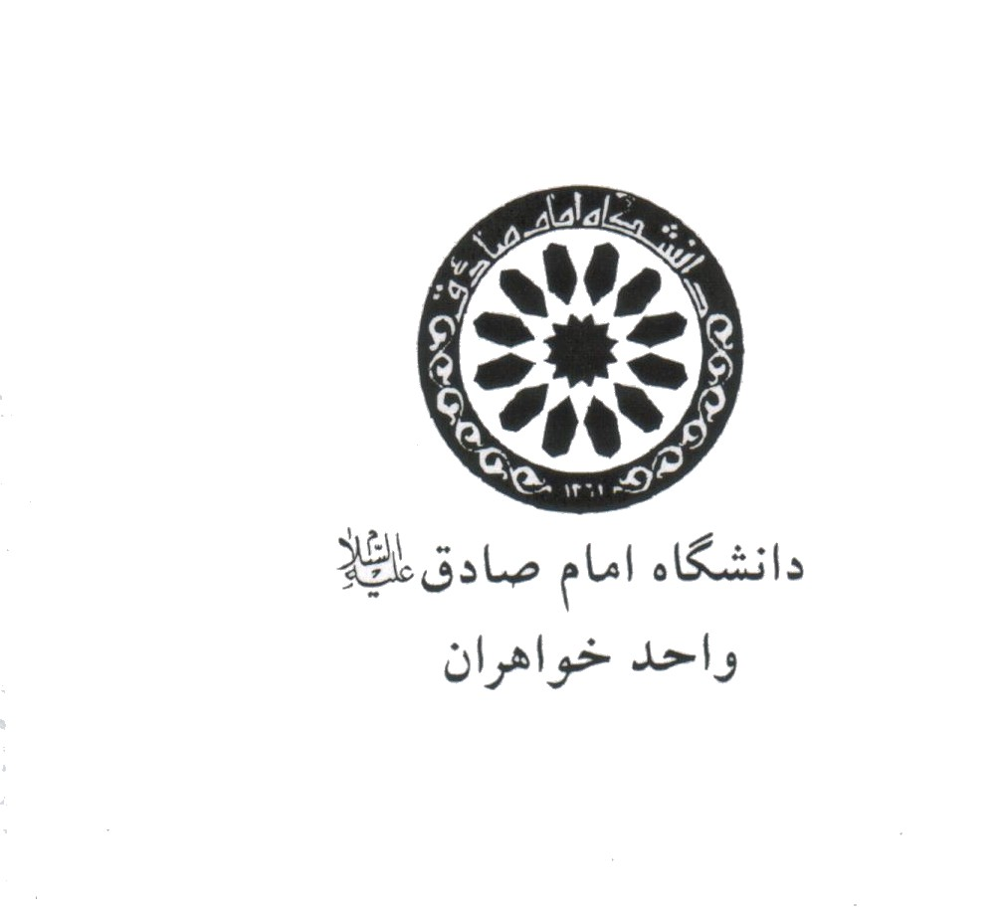 دانشگاه امام صادق
۱۳۶۱
دانشگاه امام صادق علیه السلام
واحد خواهران